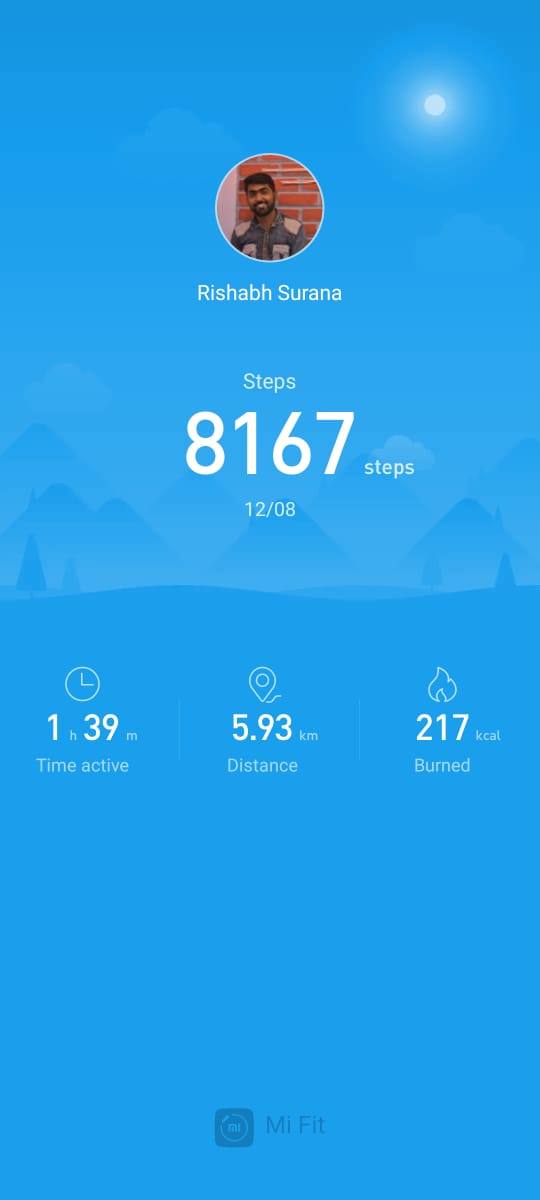 Rishabh Surana
Steps
8167 steps
12/08
1 h 39 m
5.93 km
217 kcal
Time active
Distance
Burned
mi Mi Fit